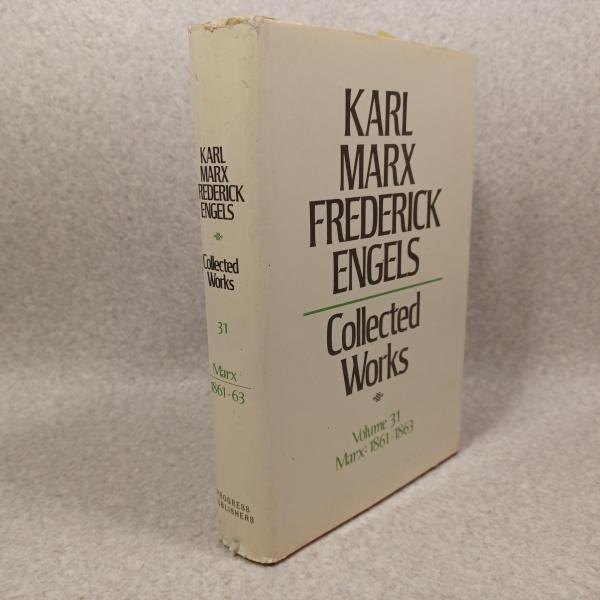 KARL
MARX
FREDERICK
ENGELS
Collected
Works
31
Marx
1861-63
PROGRESS
PUBLISHERS
KARL
MARX
FREDERICK
ENGELS
Collected
Works
Volume 31
Marx: 1861-1863